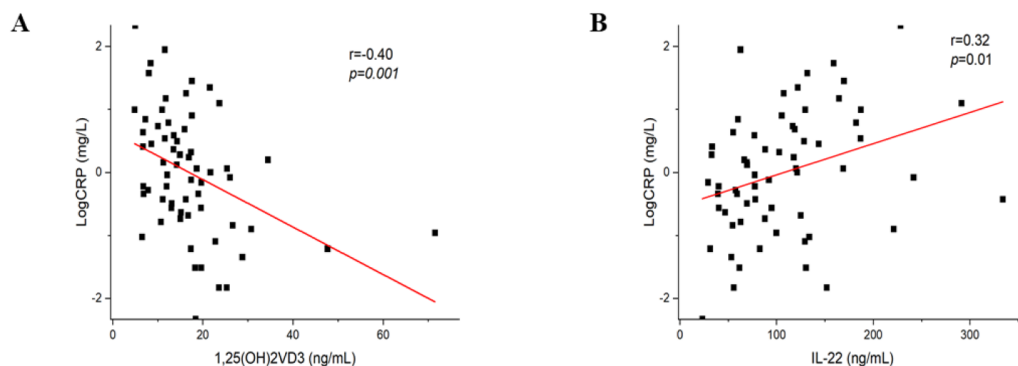 A
r=-0.40
p=0.001
LogCRP (mg/L)
2
0
-2
0
20
40
60
1,25(OH)2VD3 (ng/mL)
B
r=0.32
p=0.01
LogCRP (mg/L)
2
0
-2
0
100
200
300
IL-22 (ng/mL)